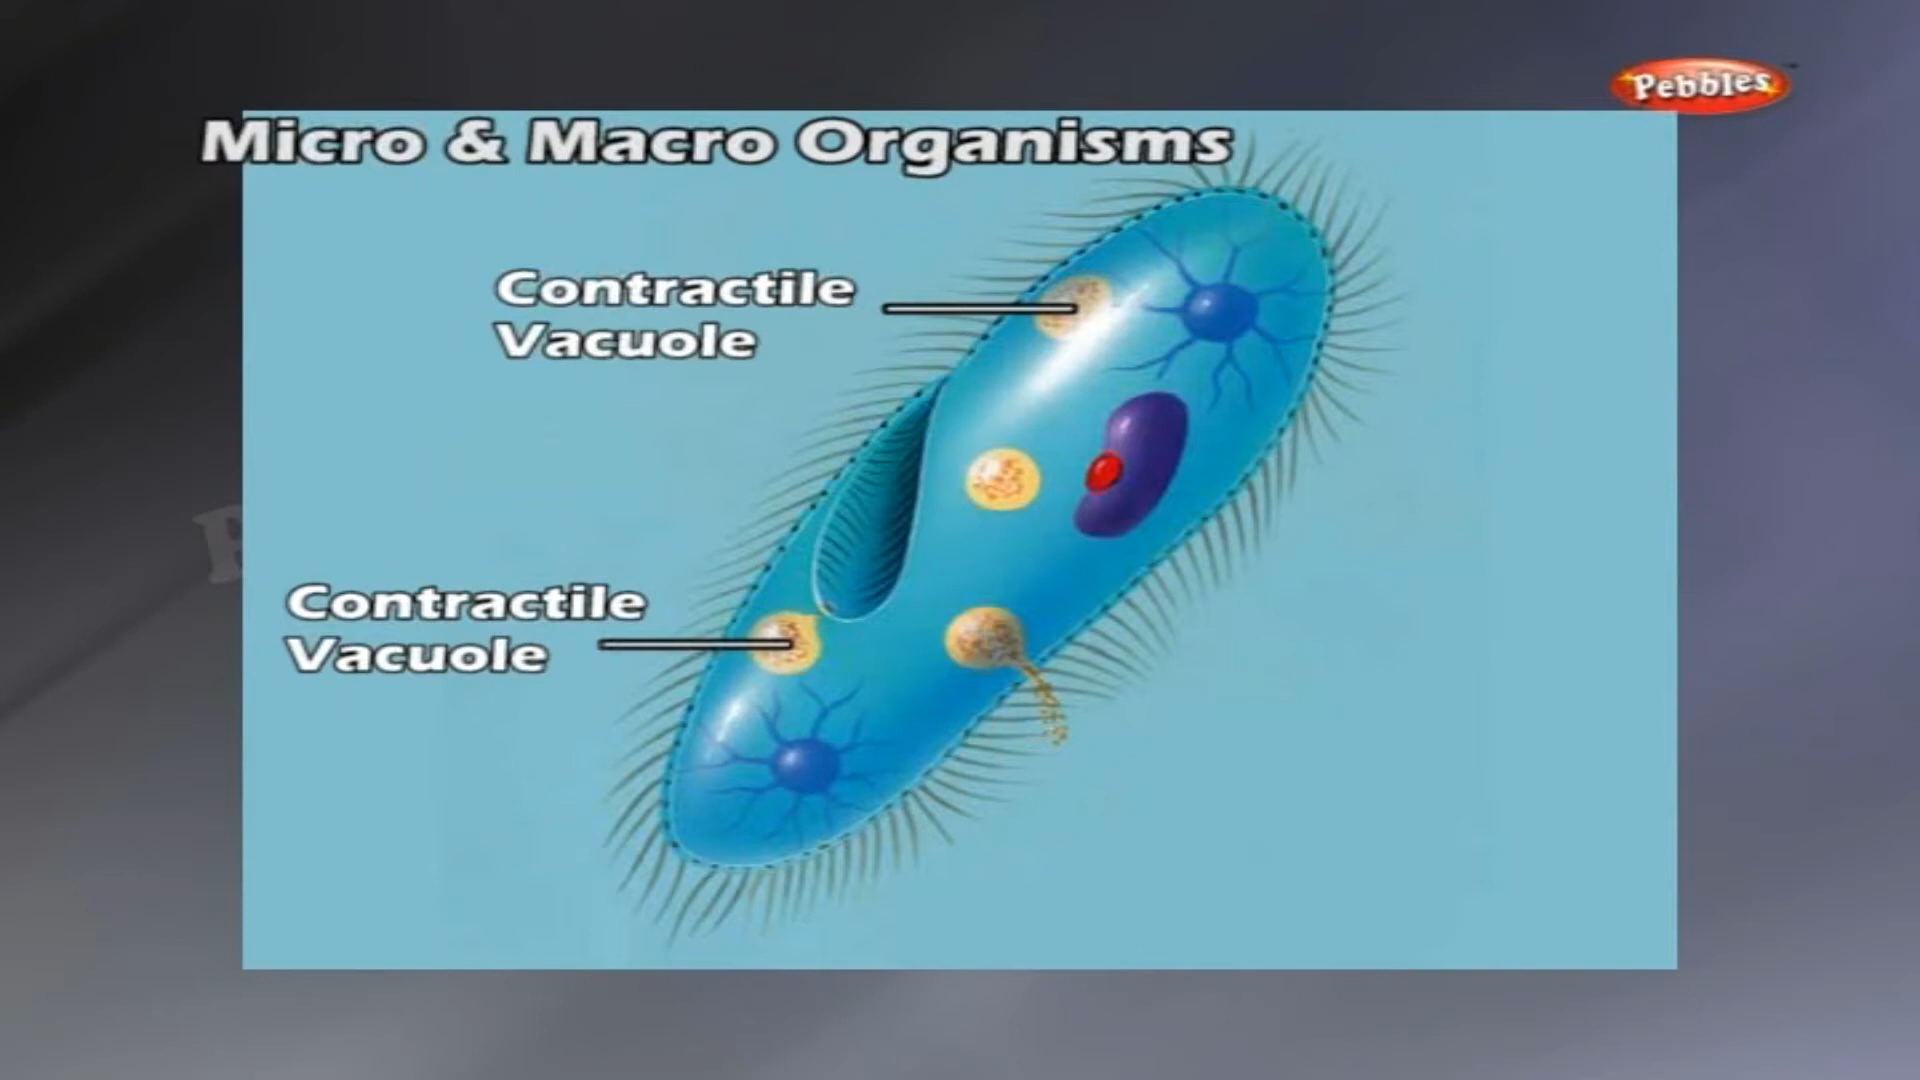 Pebbles
Micro & Macro Organisms
Contractile
Vacuole
Contractile
Vacuole